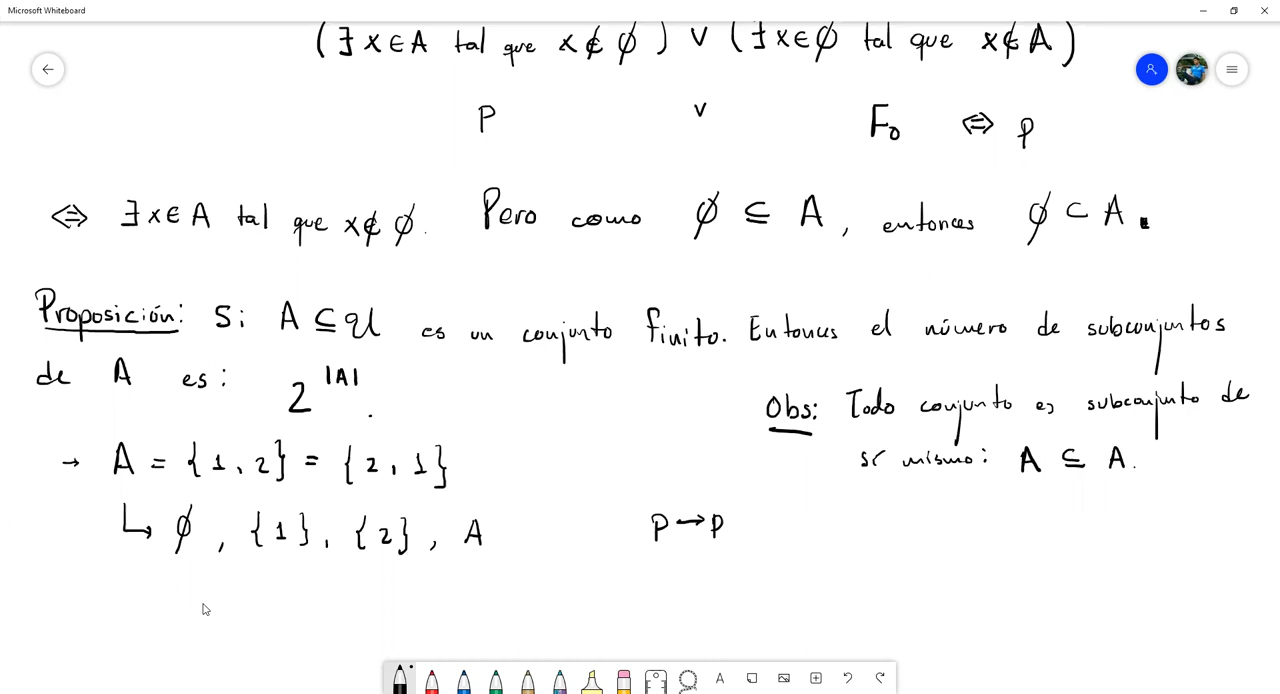 Microsoft Whiteboard
(∃ x ∈ A tal que x ∉ ∅) ∨ (∃ x ∈ ∅ tal que x ∉ A)
P ∨ F₀ ⇔ p
⇔ ∃ x ∈ A tal que x ∉ ∅. Pero como ∅ ⊆ A, entonces ∅ ⊂ A.
Proposición: Si A ⊆ 𝒰 es un conjunto finito. Entonces el número de subconjuntos
de A es: 2^|A|.
Obs: Todo conjunto es subconjunto de
sí mismo: A ⊆ A.
→ A = {1, 2} = {2, 1}
↳ ∅, {1}, {2}, A
p → p